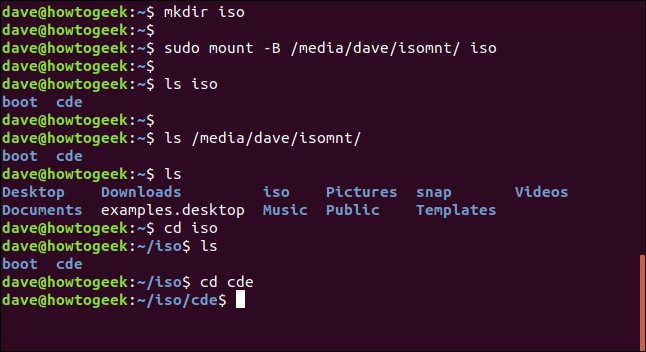 dave@howtogeek:~$ mkdir iso
dave@howtogeek:~$
dave@howtogeek:~$ sudo mount -B /media/dave/isomnt/ iso
dave@howtogeek:~$
dave@howtogeek:~$ ls iso
boot  cde
dave@howtogeek:~$
dave@howtogeek:~$ ls /media/dave/isomnt/
boot  cde
dave@howtogeek:~$ ls
Desktop    Downloads         iso    Pictures  snap       Videos
Documents  examples.desktop  Music  Public    Templates
dave@howtogeek:~$ cd iso
dave@howtogeek:~/iso$ ls
boot  cde
dave@howtogeek:~/iso$ cd cde
dave@howtogeek:~/iso/cde$